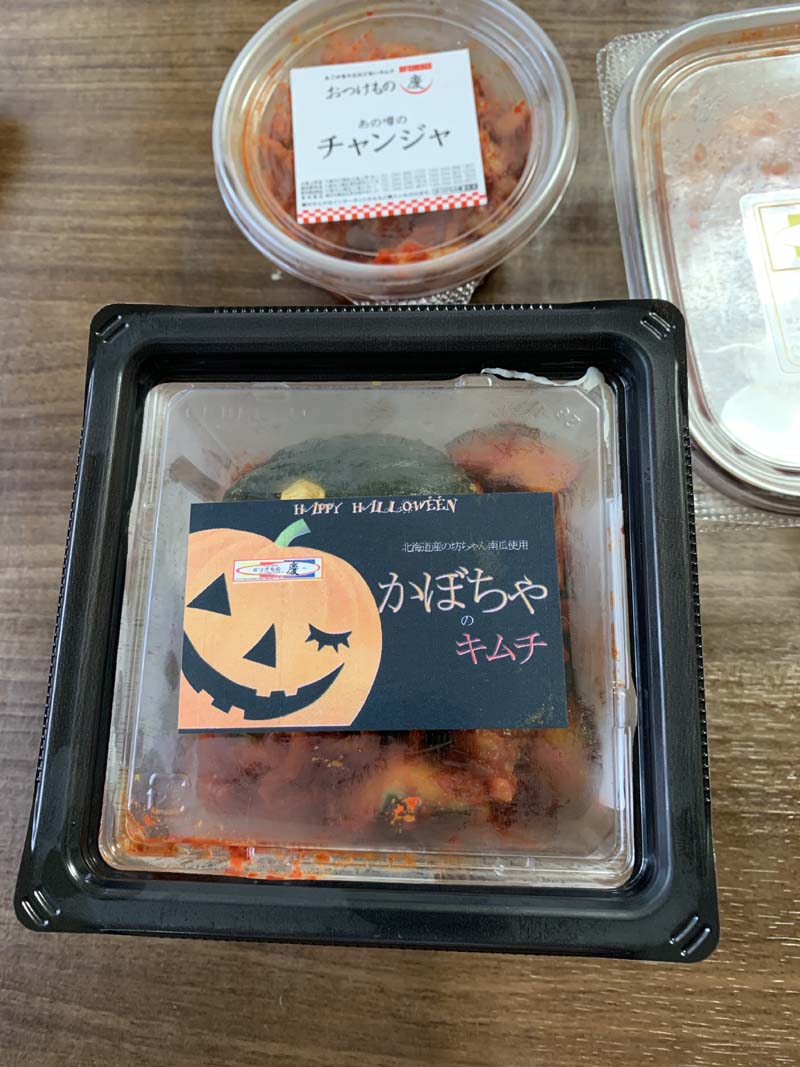 おつけもの 慶
あの噂の
チャンジャ
HAPPY HALLOWEEN
北海道産の坊ちゃん南瓜使用
おつけもの 慶
かぼちゃ
の
キムチ